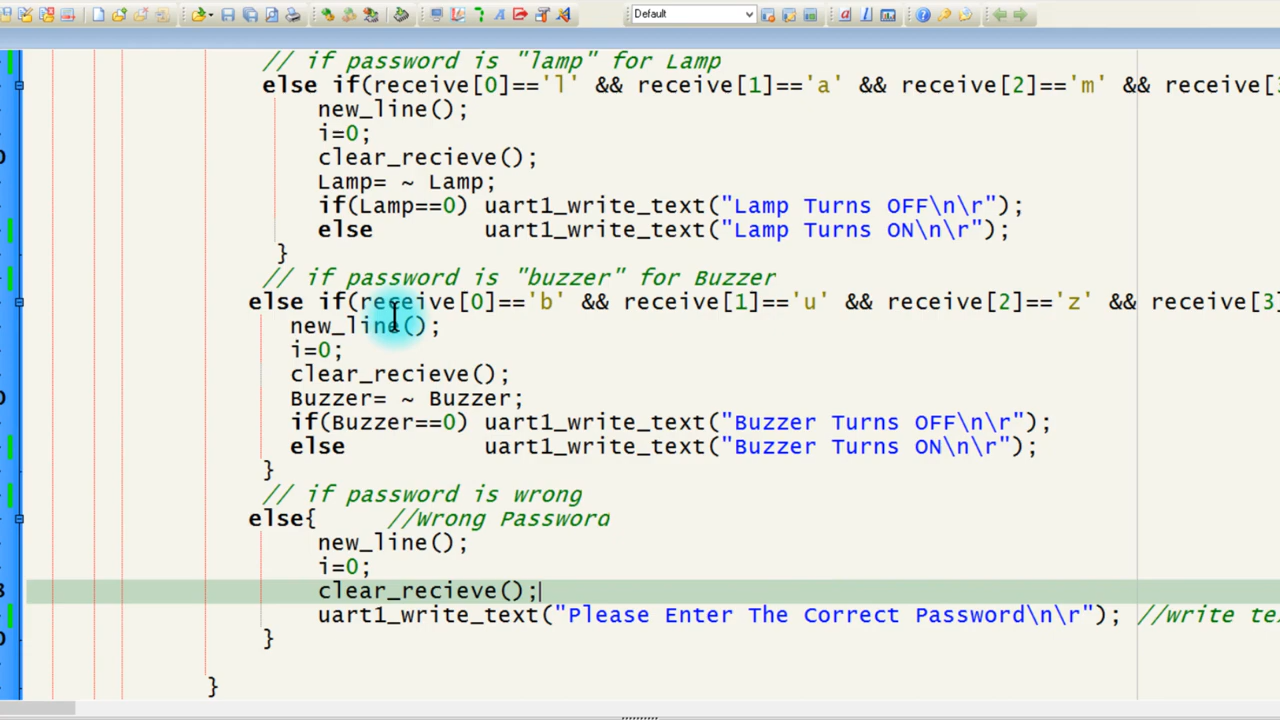 Default
// if password is "lamp" for Lamp
else if(receive[0]=='l' && receive[1]=='a' && receive[2]=='m' && receive[3
new_line();
i=0;
clear_recieve();
Lamp= ~ Lamp;
if(Lamp==0) uart1_write_text("Lamp Turns OFF\n\r");
else uart1_write_text("Lamp Turns ON\n\r");
}
// if password is "buzzer" for Buzzer
else if(receive[0]=='b' && receive[1]=='u' && receive[2]=='z' && receive[3]
new_line();
i=0;
clear_recieve();
Buzzer= ~ Buzzer;
if(Buzzer==0) uart1_write_text("Buzzer Turns OFF\n\r");
else uart1_write_text("Buzzer Turns ON\n\r");
}
// if password is wrong
else{ //Wrong Password
new_line();
i=0;
clear_recieve();
uart1_write_text("Please Enter The Correct Password\n\r"); //write te
}
}